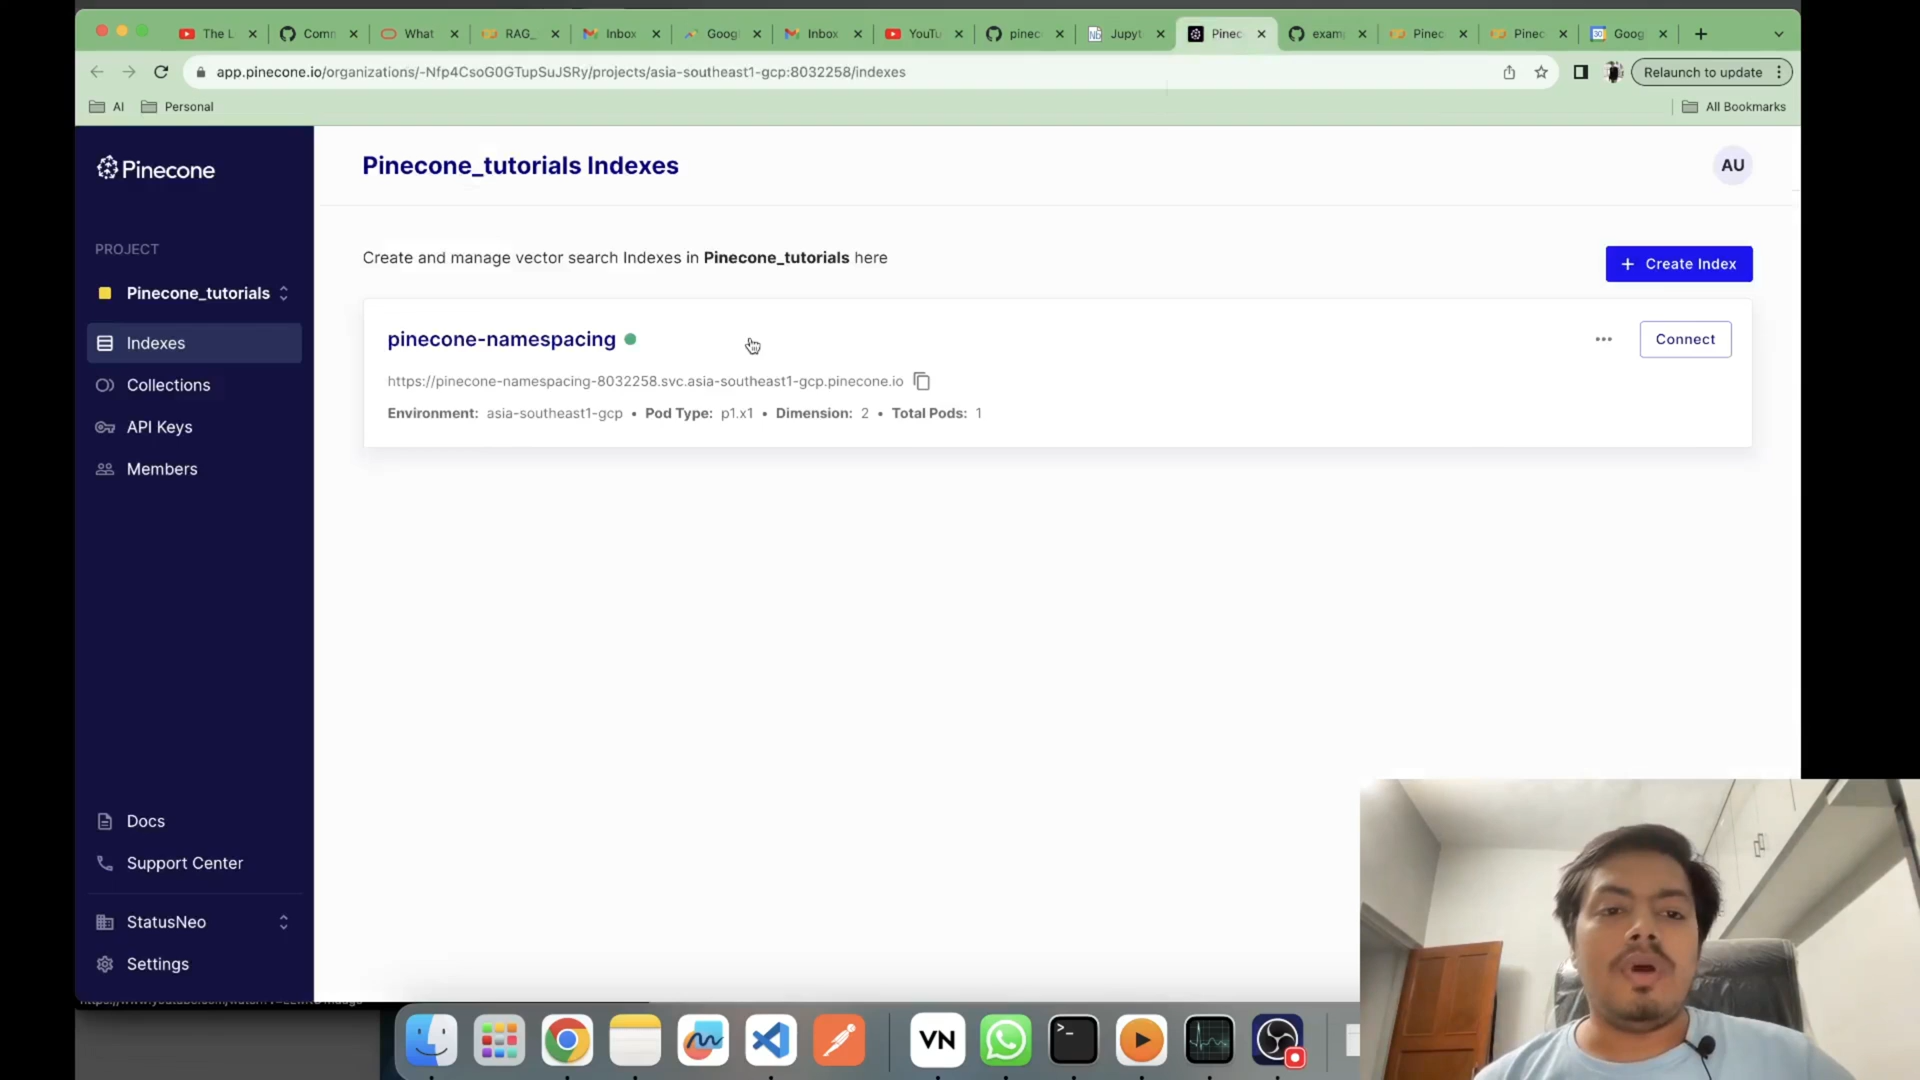 The L
Comn
What
RAG_
Inbox
Goog
Inbox
YouTu
pinec
Jupyt
Pinec
exam
Pinec
Pinec
30
Goog
app.pinecone.io/organizations/-Nfp4CsoG0GTupSuJSRy/projects/asia-southeast1-gcp:8032258/indexes
Relaunch to update
AI
Personal
All Bookmarks
Pinecone
PROJECT
Pinecone_tutorials
Indexes
Collections
API Keys
Members
Docs
Support Center
StatusNeo
Settings
Pinecone_tutorials Indexes
AU
Create and manage vector search Indexes in Pinecone_tutorials here
+ Create Index
pinecone-namespacing
Connect
https://pinecone-namespacing-8032258.svc.asia-southeast1-gcp.pinecone.io
Environment: asia-southeast1-gcp • Pod Type: p1.x1 • Dimension: 2 • Total Pods: 1
VN